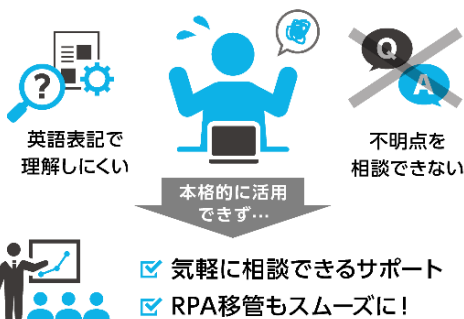 ?
Q
A
英語表記で
理解しにくい
不明点を
相談できない
本格的に活用
できず…
気軽に相談できるサポート
RPA移管もスムーズに！